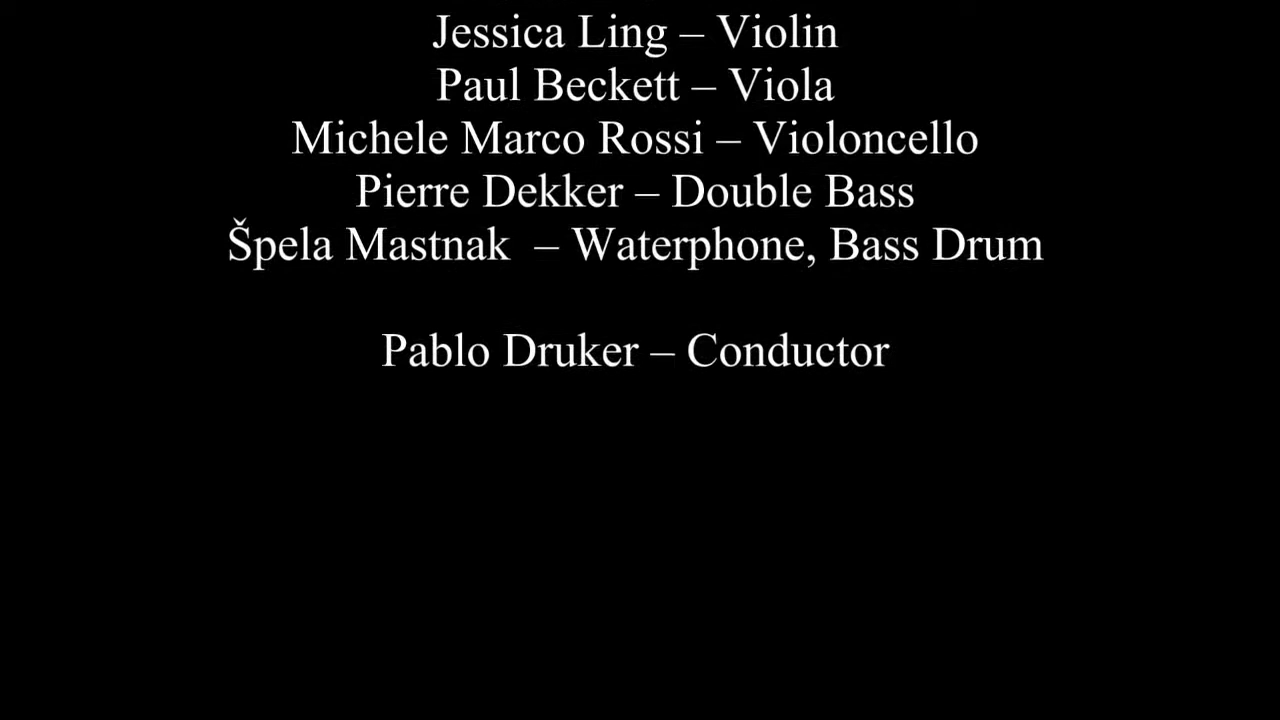 Jessica Ling – Violin
Paul Beckett – Viola
Michele Marco Rossi – Violoncello
Pierre Dekker – Double Bass
Špela Mastnak  – Waterphone, Bass Drum
Pablo Druker – Conductor